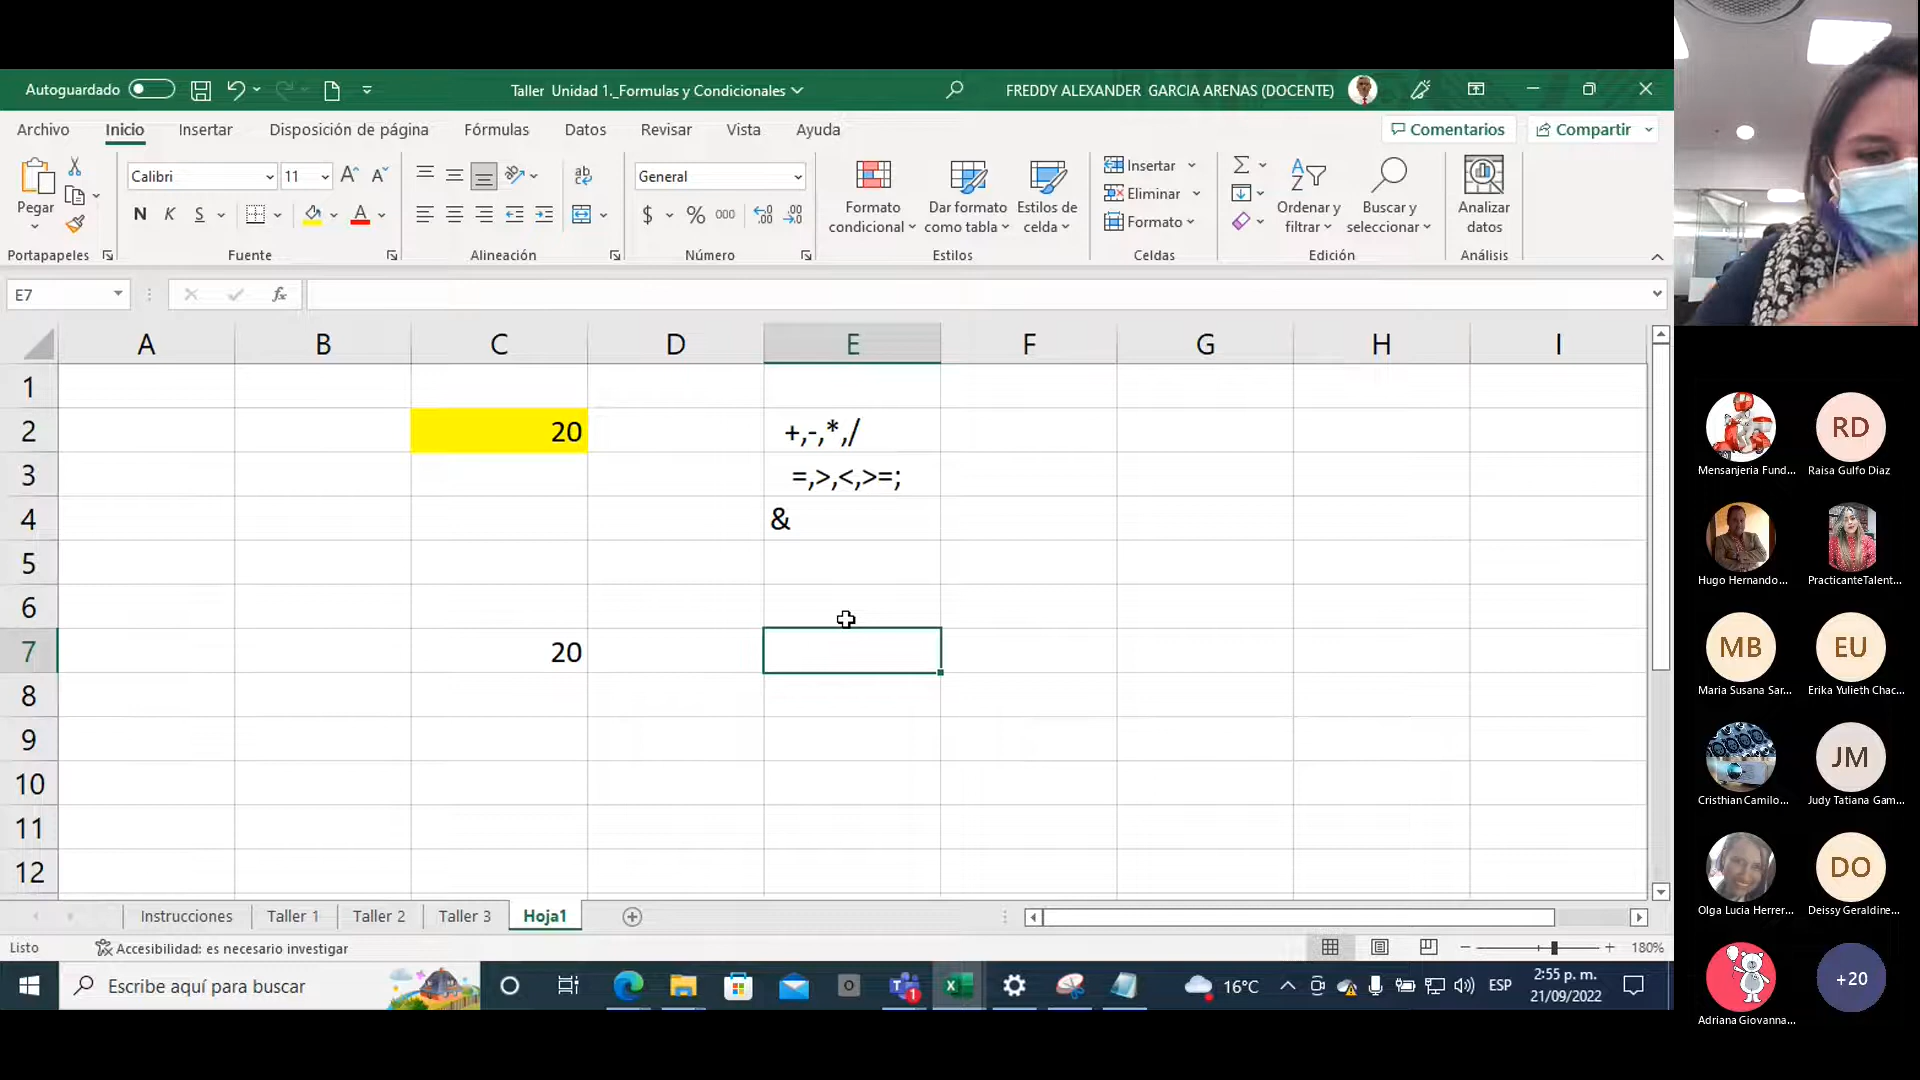 Autoguardado
Taller Unidad 1._Formulas y Condicionales
FREDDY ALEXANDER GARCIA ARENAS (DOCENTE)
Archivo Inicio Insertar Disposición de página Fórmulas Datos Revisar Vista Ayuda
Comentarios Compartir
Pegar
Portapapeles
Calibri 11
N K S
Fuente
Alineación
General
$ % 000
Número
Formato condicional
Dar formato como tabla
Estilos de celda
Estilos
Insertar
Eliminar
Formato
Celdas
Ordenar y filtrar
Buscar y seleccionar
Edición
Analizar datos
Análisis
E7 fx
A B C D E F G H I
1
2 20 +,-,*,/
3 =,>,<,>=;
4 &
5
6
7 20
8
9
10
11
12
Instrucciones Taller 1 Taller 2 Taller 3 Hoja1
Listo Accesibilidad: es necesario investigar 180%
Escribe aquí para buscar
16°C ESP 2:55 p. m.
21/09/2022
Mensanjeria Fund...
RD
Raisa Gulfo Diaz
Hugo Hernando...
PracticanteTalent...
MB
Maria Susana Sar...
EU
Erika Yulieth Chac...
Cristhian Camilo...
JM
Judy Tatiana Gam...
Olga Lucia Herrer...
DO
Deissy Geraldine...
Adriana Giovanna...
+20